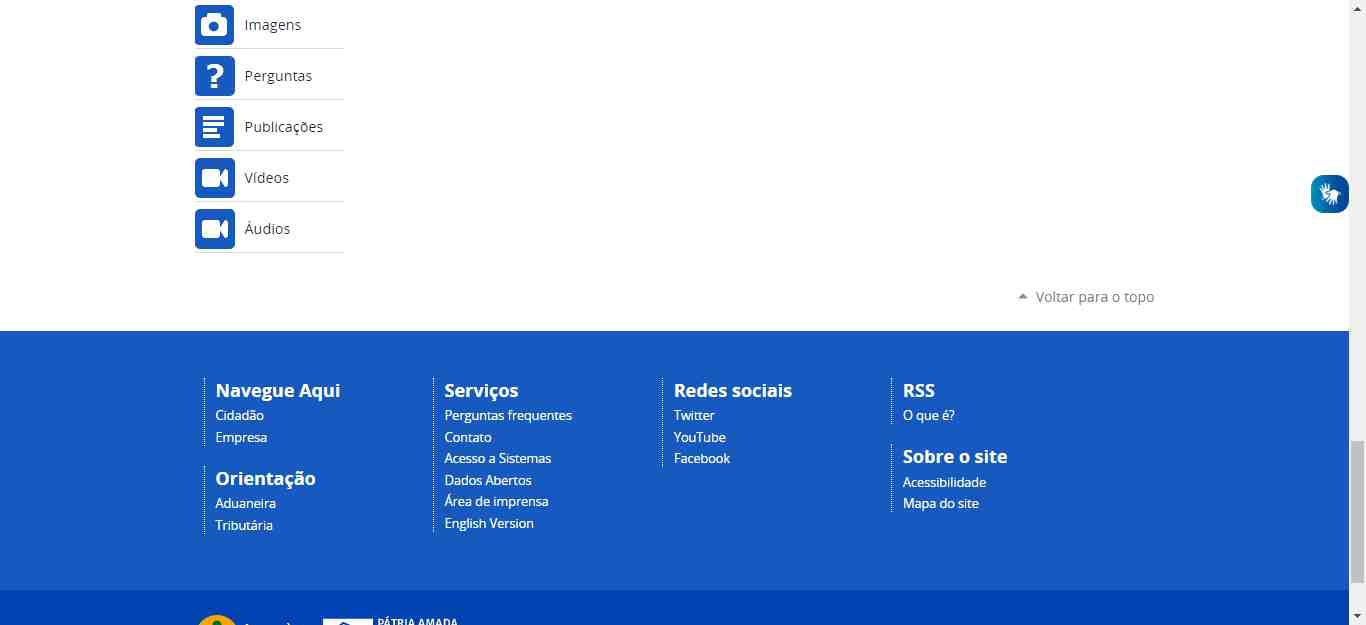 Imagens
Perguntas
Publicações
Vídeos
Áudios
Voltar para o topo
Navegue Aqui
Cidadão
Empresa
Orientação
Aduaneira
Tributária
Serviços
Perguntas frequentes
Contato
Acesso a Sistemas
Dados Abertos
Área de imprensa
English Version
Redes sociais
Twitter
YouTube
Facebook
RSS
O que é?
Sobre o site
Acessibilidade
Mapa do site
PÁTRIA AMADA